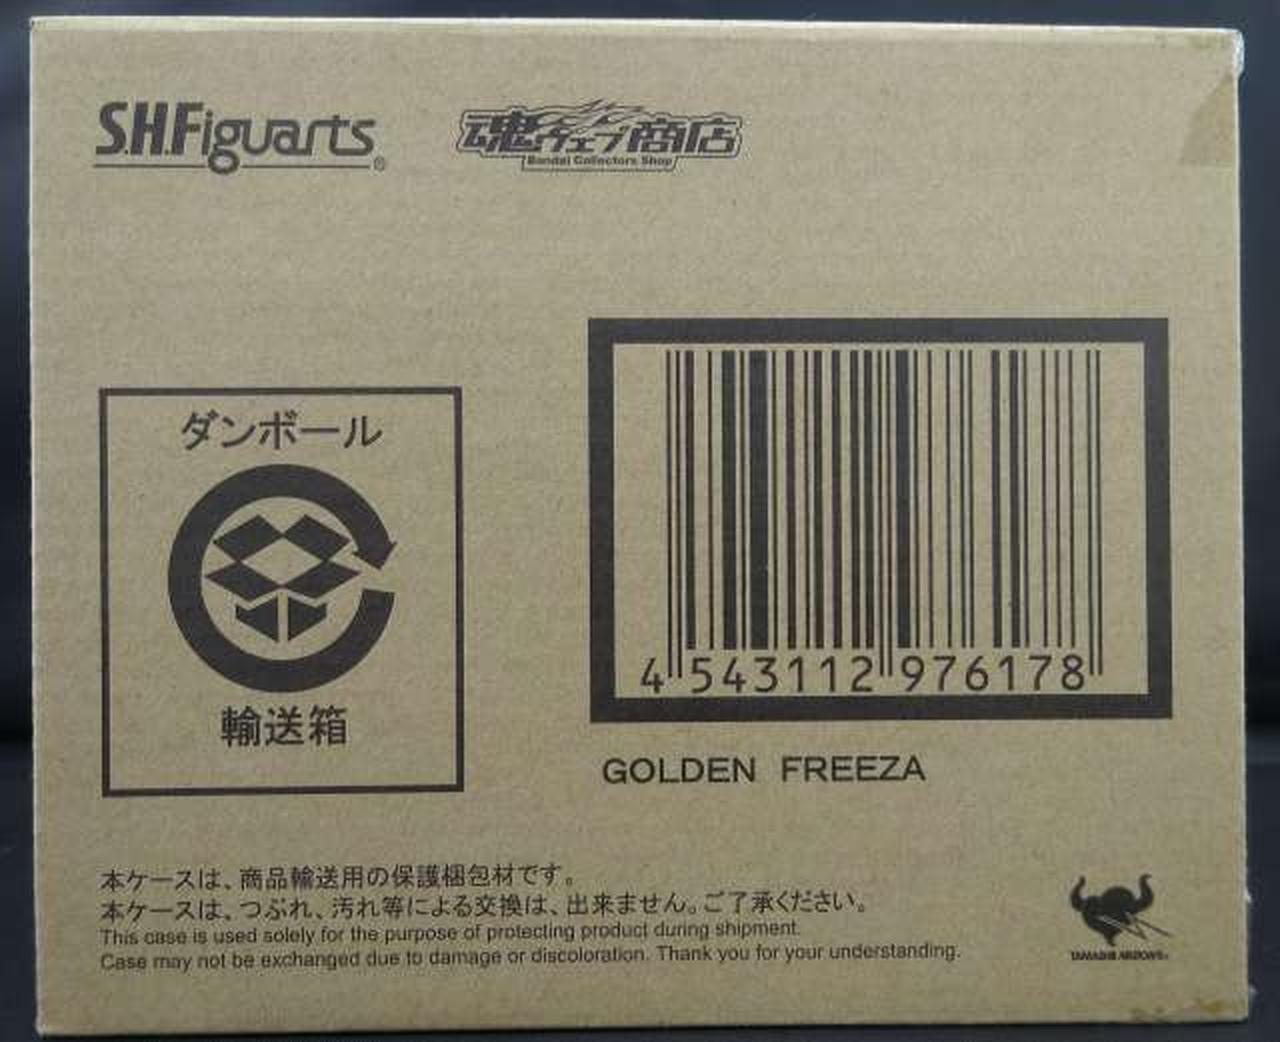 S.H.Figuarts®
魂ウェブ商店
Bandai Collectors Shop
ダンボール
輸送箱
4 543112 976178
GOLDEN FREEZA
本ケースは、商品輸送用の保護梱包材です。
本ケースは、つぶれ、汚れ等による交換は、出来ません。ご了承ください。
This case is used solely for the purpose of protecting product during shipment.
Case may not be exchanged due to damage or discoloration. Thank you for your understanding.
TAMASHII NATIONS